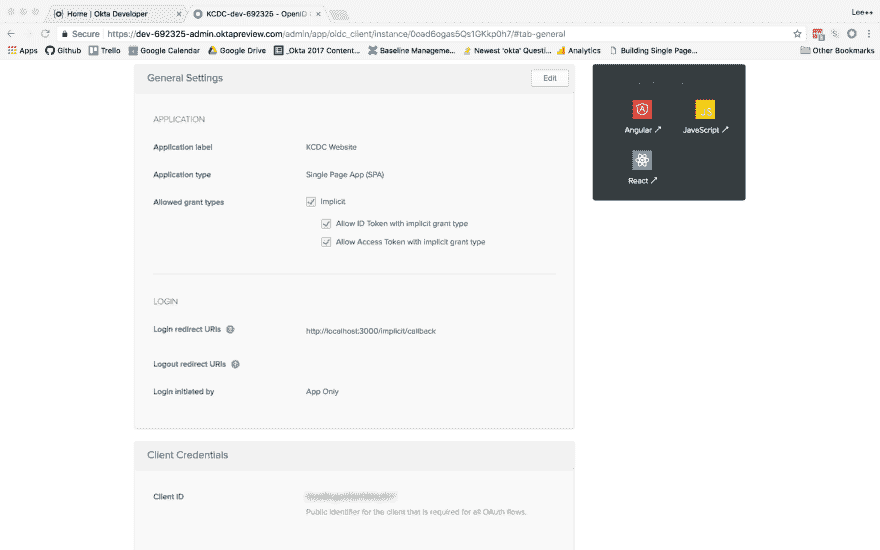 Home | Okta Developer
KCDC-dev-692325 - OpenID
Lee++
Secure https://dev-692325-admin.oktapreview.com/admin/app/oidc_client/instance/0oad6ogas5Qs1GKkp0h7/#tab-general
Apps Github Trello Google Calendar Google Drive _Okta 2017 Content... Baseline Manageme... Newest 'okta' Questi... Analytics Building Single Page... Other Bookmarks
General Settings
Edit
APPLICATION
Application label KCDC Website
Application type Single Page App (SPA)
Allowed grant types Implicit
Allow ID Token with implicit grant type
Allow Access Token with implicit grant type
LOGIN
Login redirect URIs http://localhost:3000/implicit/callback
Logout redirect URIs
Login initiated by App Only
Client Credentials
Client ID
Public identifier for the client that is required for all OAuth flows.
Angular JavaScript
React